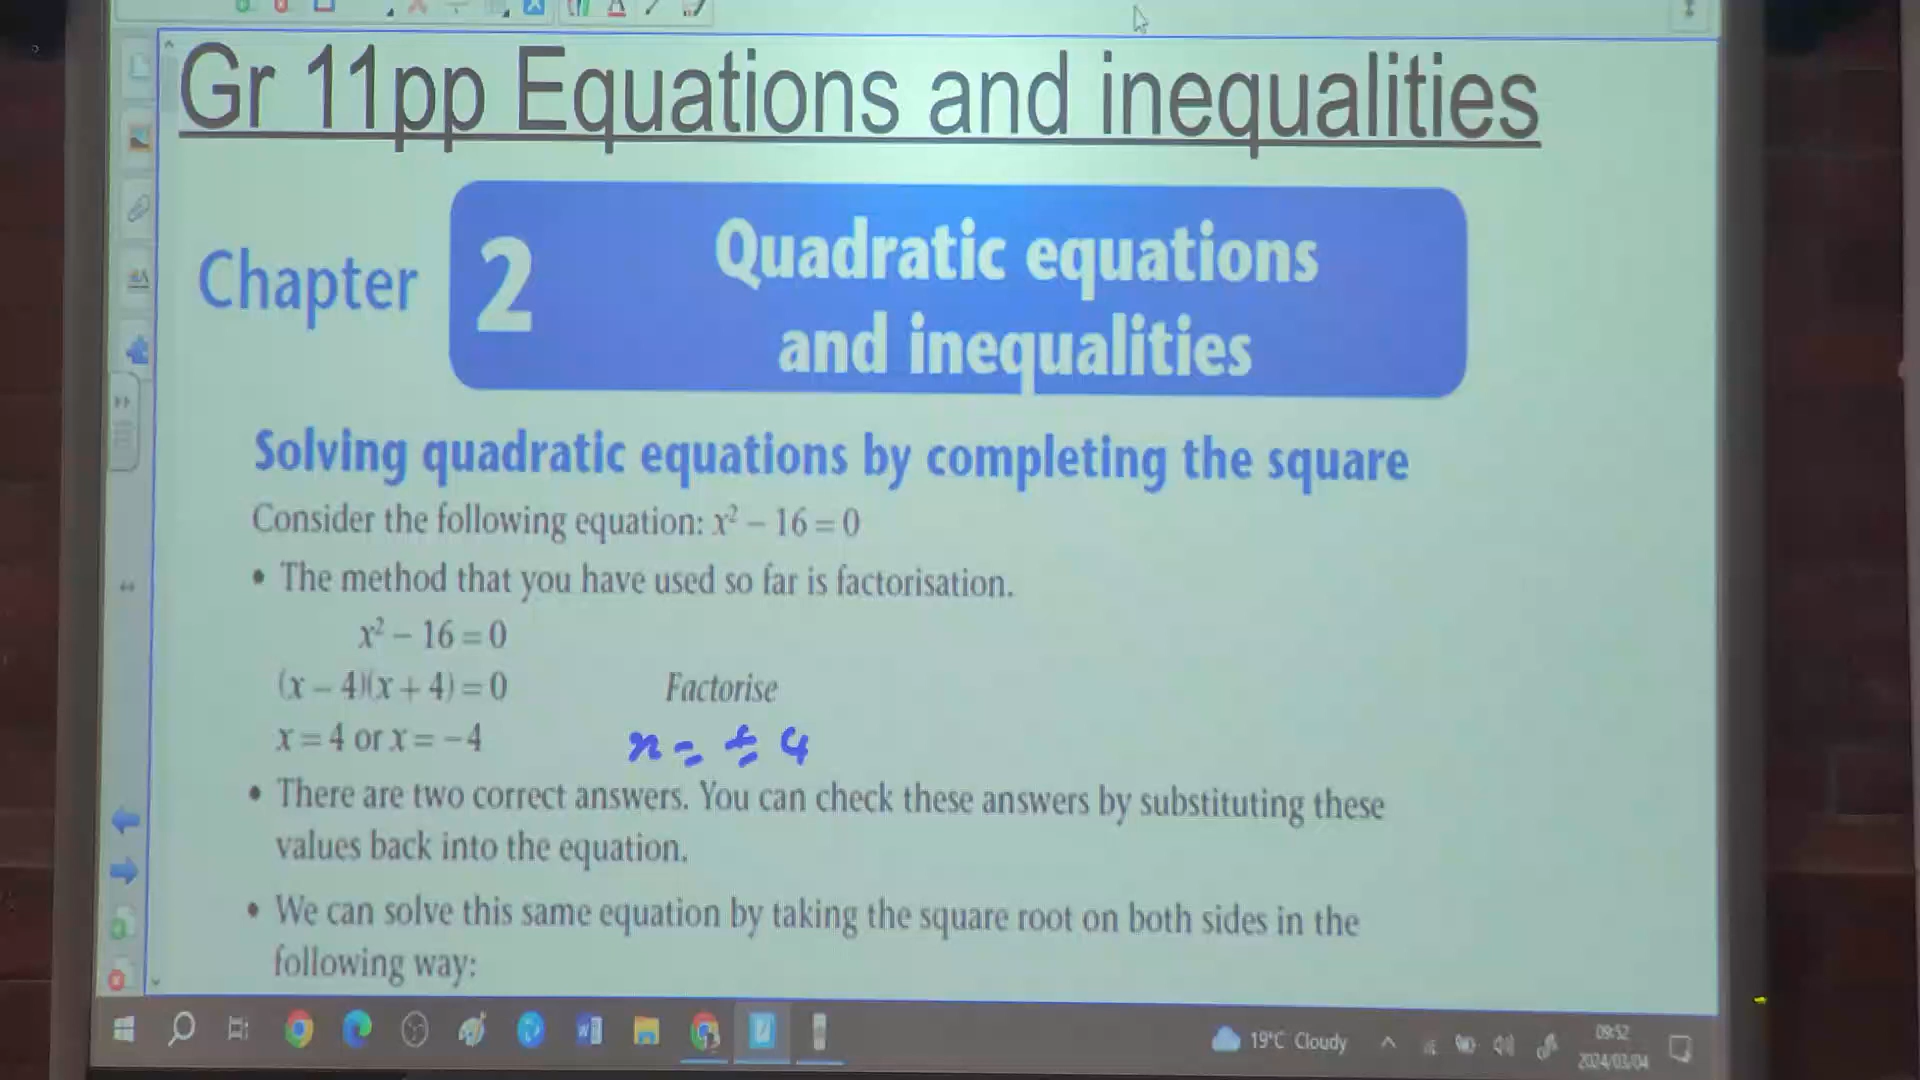 Gr 11pp Equations and inequalities
Chapter 2 Quadratic equations
and inequalities
Solving quadratic equations by completing the square
Consider the following equation: x² – 16 = 0
• The method that you have used so far is factorisation.
x² – 16 = 0
(x – 4)(x + 4) = 0 Factorise
x = 4 or x = –4 x = ± 4
• There are two correct answers. You can check these answers by substituting these
values back into the equation.
• We can solve this same equation by taking the square root on both sides in the
following way:
19°C Cloudy
09:52
2024/03/04